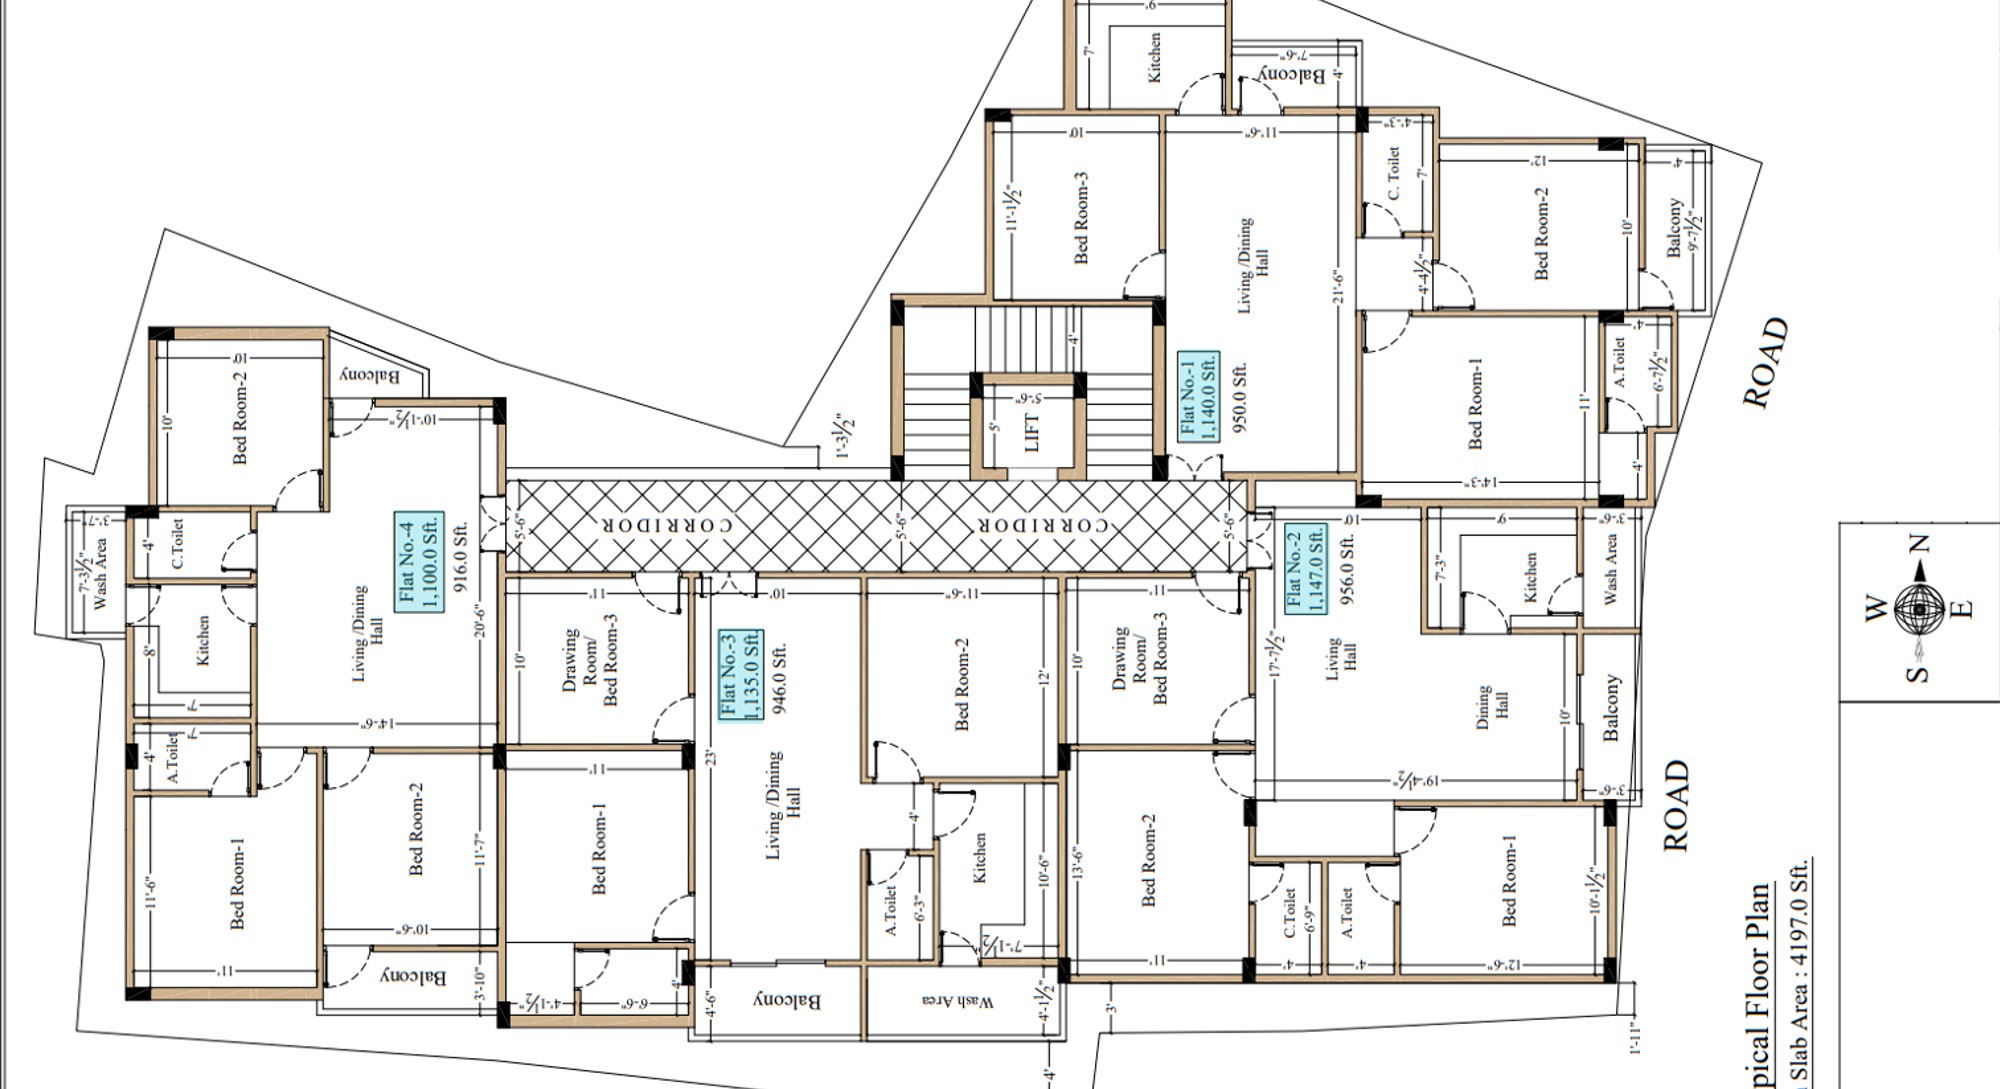 9'
7'
Kitchen
7'-6"
Balcony
4'
10'
11'-1½"
Bed Room-3
11'-6"
Living /Dining
Hall
21'-6"
4'-3"
C. Toilet
7'
4'-4½"
12'
Bed Room-2
10'
4'
Balcony
9'-7½"
Flat No.-1
1,140.0 Sft.
950.0 Sft.
Bed Room-1
11'
14'-3"
4'
A.Toilet
6'-7½"
4'
ROAD
4'
5'-6"
5'
LIFT
1'-3½"
10'
10'
Bed Room-2
Balcony
10'-1½"
3'-7"
7'-3½"
Wash Area
4'
C.Toilet
Kitchen
8'
7'
Flat No.-4
1,100.0 Sft.
916.0 Sft.
Living /Dining
Hall
20'-6"
14'-6"
7'
4'
A.Toilet
11'-6"
Bed Room-1
11'
Bed Room-2
11'-7"
10'-6"
Balcony
3'-10"
5'-6"
CORRIDOR
5'-6"
CORRIDOR
5'-6"
11'
10'
Drawing
Room/
Bed Room-3
11'
Bed Room-1
4'-1½"
6'-6"
4'
10'
Flat No.-3
1,135.0 Sft.
946.0 Sft.
23'
Living /Dining
Hall
11'-6"
Bed Room-2
12'
4'
A.Toilet
6'-3"
Kitchen
10'-6"
7'-1½"
4'-6"
Balcony
Wash Area
4'-1½"
4'
11'
10'
Drawing
Room/
Bed Room-3
13'-6"
Bed Room-2
11'
10'
Flat No.-2
1,147.0 Sft.
956.0 Sft.
17'-7½"
Living
Hall
9'
7'-3"
Kitchen
3'-6"
Wash Area
Dining
Hall
10'
19'-4½"
Balcony
3'-6"
C.Toilet
6'-9"
4'
A.Toilet
4'
Bed Room-1
10'-1½"
12'-6"
3'
1'-11"
ROAD
W
N
S
E
pical Floor Plan
Slab Area : 4197.0 Sft.